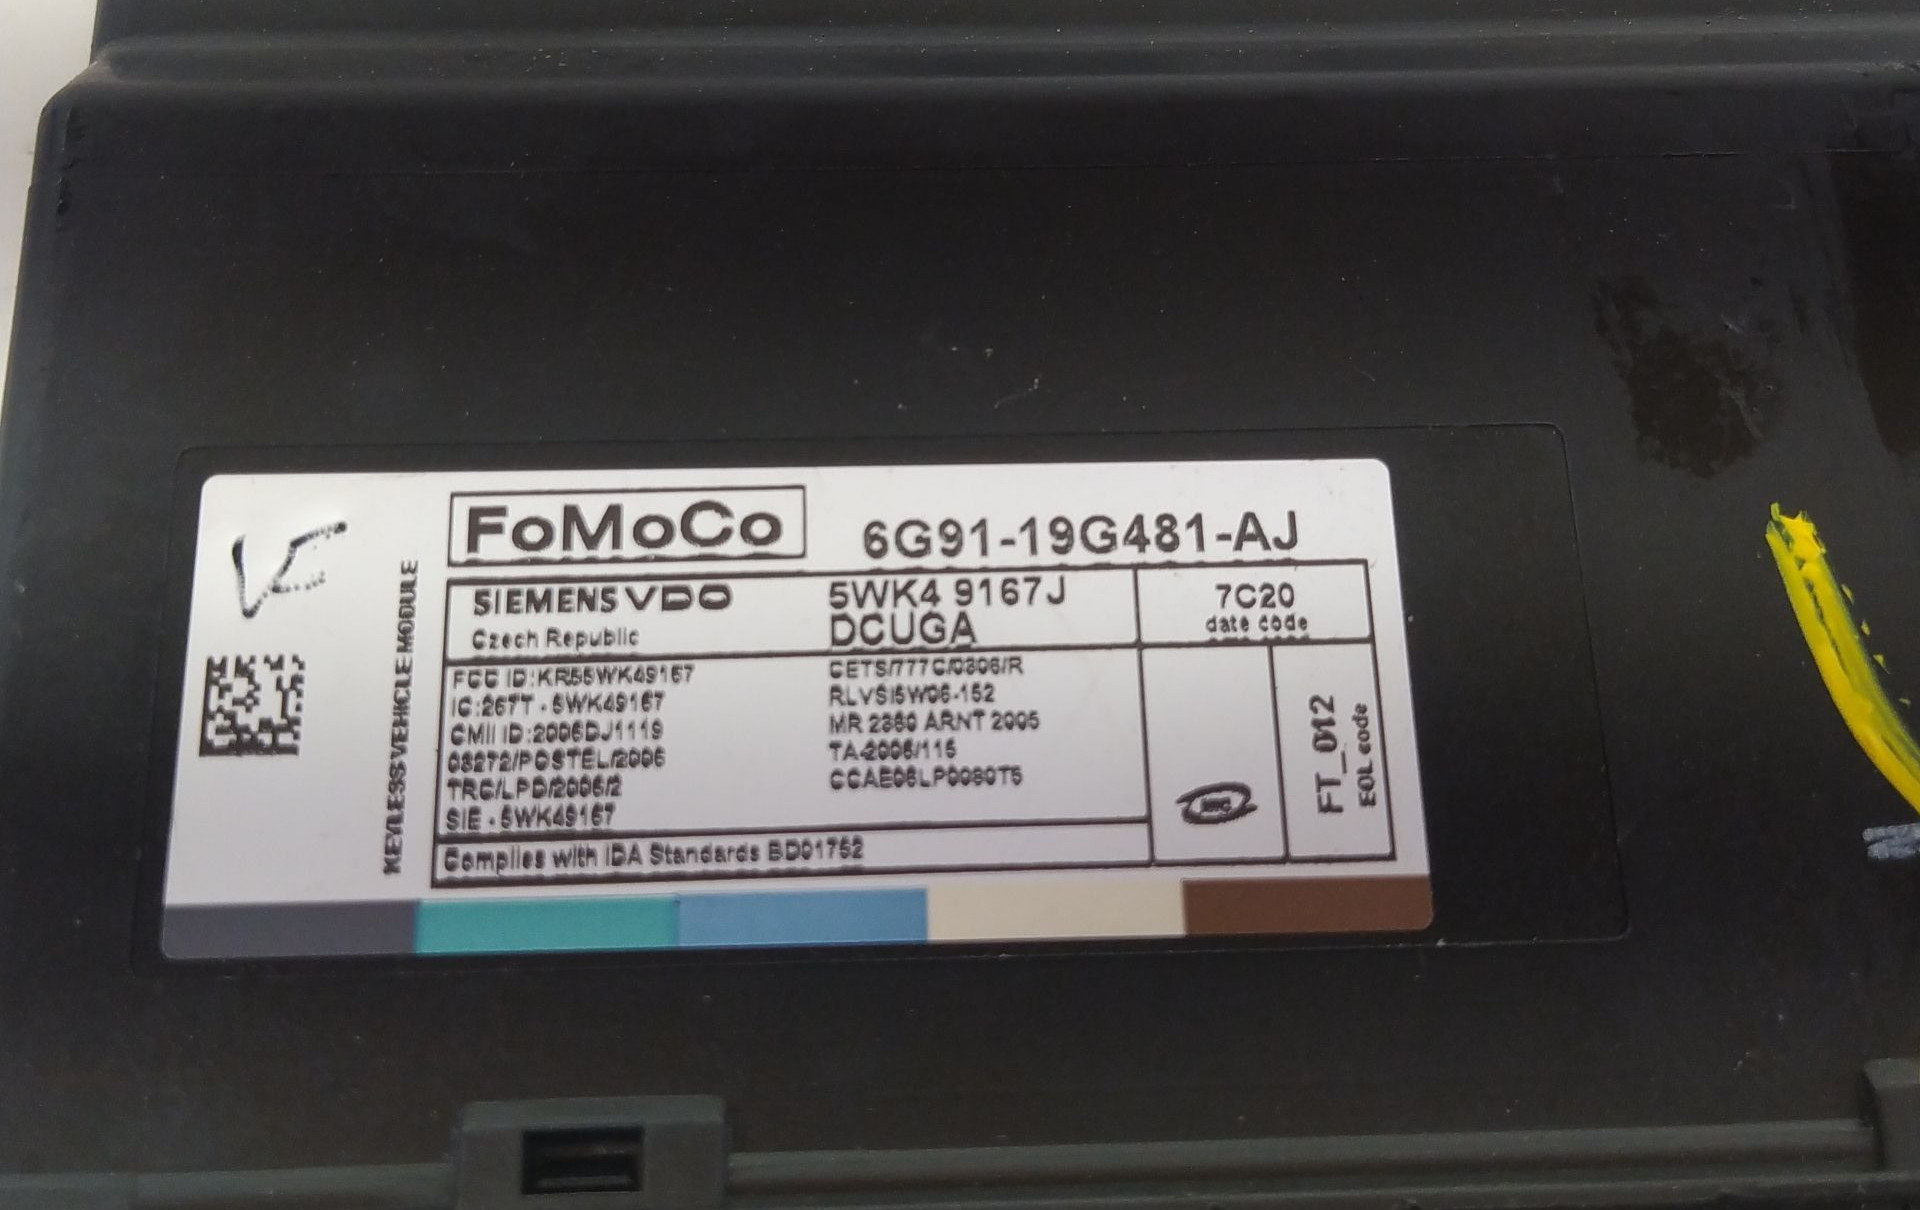 FoMoCo 6G91-19G481-AJ
KEYLESS VEHICLE MODULE
SIEMENS VDO 5WK4 9167J 7C20
Czech Republic DCUGA date code
FCC ID:KR55WK49167 CETS/777C/0306/R
IC:267T-5WK49167 RLVSI5W06-152
CMII ID:2006DJ1119 MR 2380 ARNT 2005
03272/POSTEL/2006 TA-2006/115
TRC/LPD/2006/2 CCAE06LP0080T5
SIE-5WK49167
FT_012
EOL code
Complies with IDA Standards BD01752